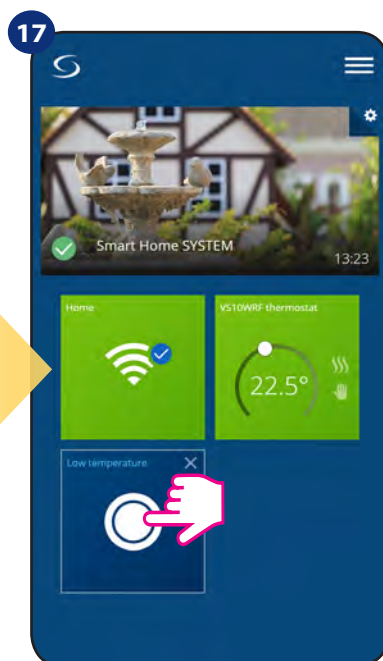 17
Smart Home SYSTEM
13:23
Home
VS10WRF thermostat
22.5°
Low temperature